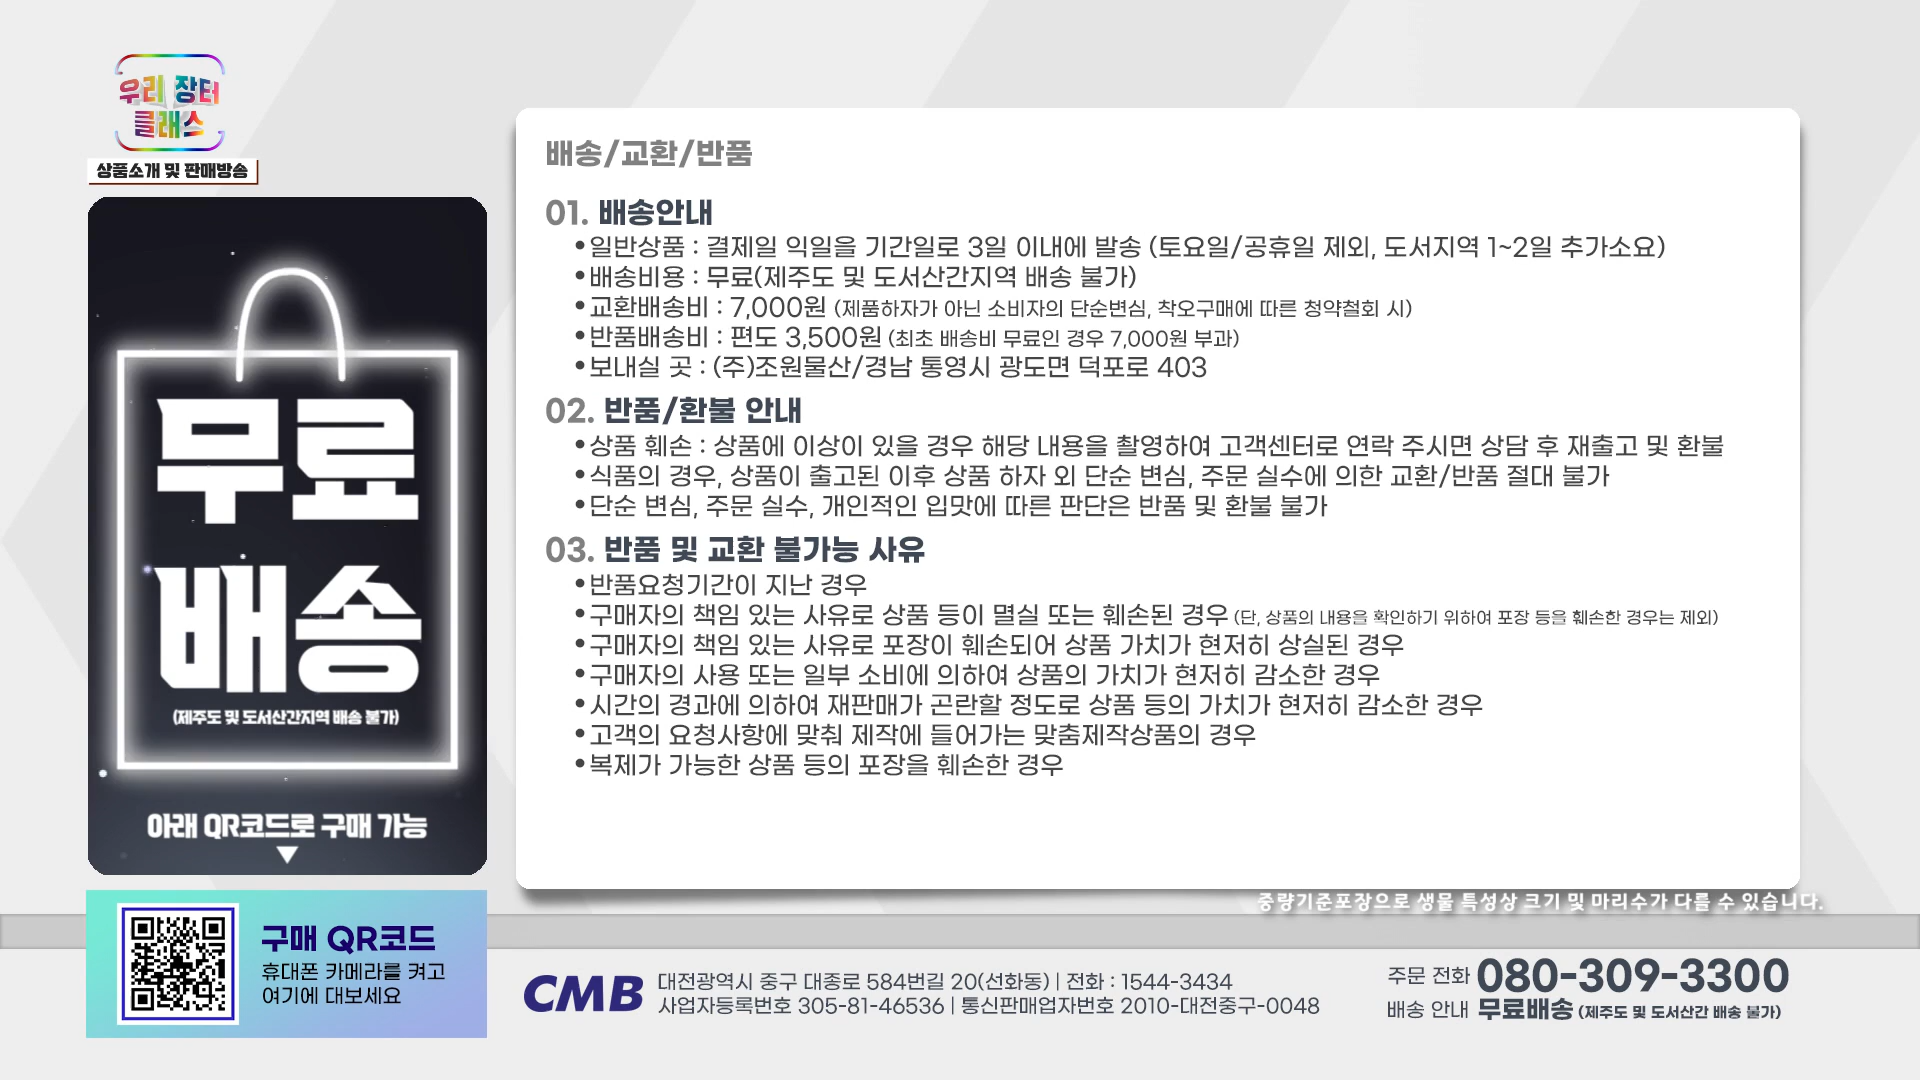 우리 장터
클래스
상품소개 및 판매방송
무료
배송
(제주도 및 도서산간지역 배송 불가)
아래 QR코드로 구매 가능
구매 QR코드
휴대폰 카메라를 켜고
여기에 대보세요
배송/교환/반품
01. 배송안내
•일반상품 : 결제일 익일을 기간일로 3일 이내에 발송 (토요일/공휴일 제외, 도서지역 1~2일 추가소요)
•배송비용 : 무료(제주도 및 도서산간지역 배송 불가)
•교환배송비 : 7,000원 (제품하자가 아닌 소비자의 단순변심, 착오구매에 따른 청약철회 시)
•반품배송비 : 편도 3,500원 (최초 배송비 무료인 경우 7,000원 부과)
•보내실 곳 : (주)조원물산/경남 통영시 광도면 덕포로 403
02. 반품/환불 안내
•상품 훼손 : 상품에 이상이 있을 경우 해당 내용을 촬영하여 고객센터로 연락 주시면 상담 후 재출고 및 환불
•식품의 경우, 상품이 출고된 이후 상품 하자 외 단순 변심, 주문 실수에 의한 교환/반품 절대 불가
•단순 변심, 주문 실수, 개인적인 입맛에 따른 판단은 반품 및 환불 불가
03. 반품 및 교환 불가능 사유
•반품요청기간이 지난 경우
•구매자의 책임 있는 사유로 상품 등이 멸실 또는 훼손된 경우 (단, 상품의 내용을 확인하기 위하여 포장 등을 훼손한 경우는 제외)
•구매자의 책임 있는 사유로 포장이 훼손되어 상품 가치가 현저히 상실된 경우
•구매자의 사용 또는 일부 소비에 의하여 상품의 가치가 현저히 감소한 경우
•시간의 경과에 의하여 재판매가 곤란할 정도로 상품 등의 가치가 현저히 감소한 경우
•고객의 요청사항에 맞춰 제작에 들어가는 맞춤제작상품의 경우
•복제가 가능한 상품 등의 포장을 훼손한 경우
중량기준포장으로 생물 특성상 크기 및 마리수가 다를 수 있습니다.
CMB
대전광역시 중구 대종로 584번길 20(선화동) | 전화 : 1544-3434
사업자등록번호 305-81-46536 | 통신판매업자번호 2010-대전중구-0048
주문 전화 080-309-3300
배송 안내 무료배송 (제주도 및 도서산간 배송 불가)